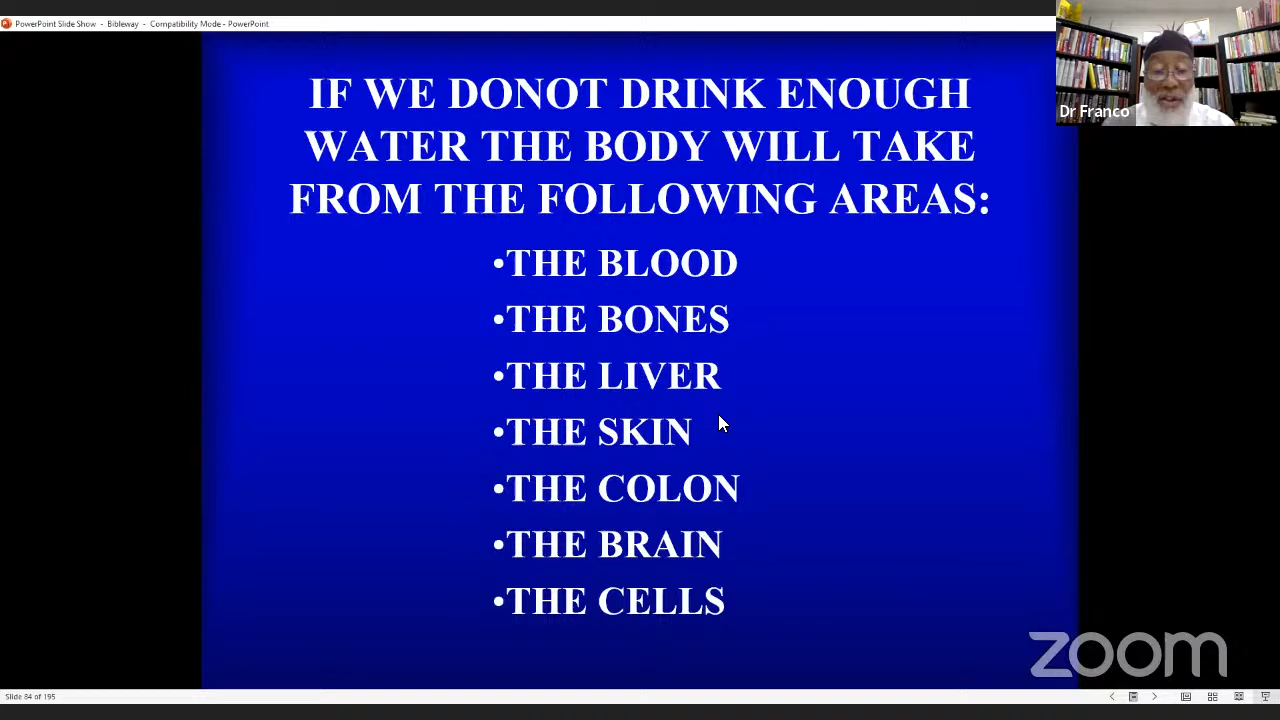 PowerPoint Slide Show - Bibleway - Compatibility Mode - PowerPoint
Dr Franco
IF WE DONOT DRINK ENOUGH
WATER THE BODY WILL TAKE
FROM THE FOLLOWING AREAS:
•THE BLOOD
•THE BONES
•THE LIVER
•THE SKIN
•THE COLON
•THE BRAIN
•THE CELLS
zoom
Slide 84 of 195